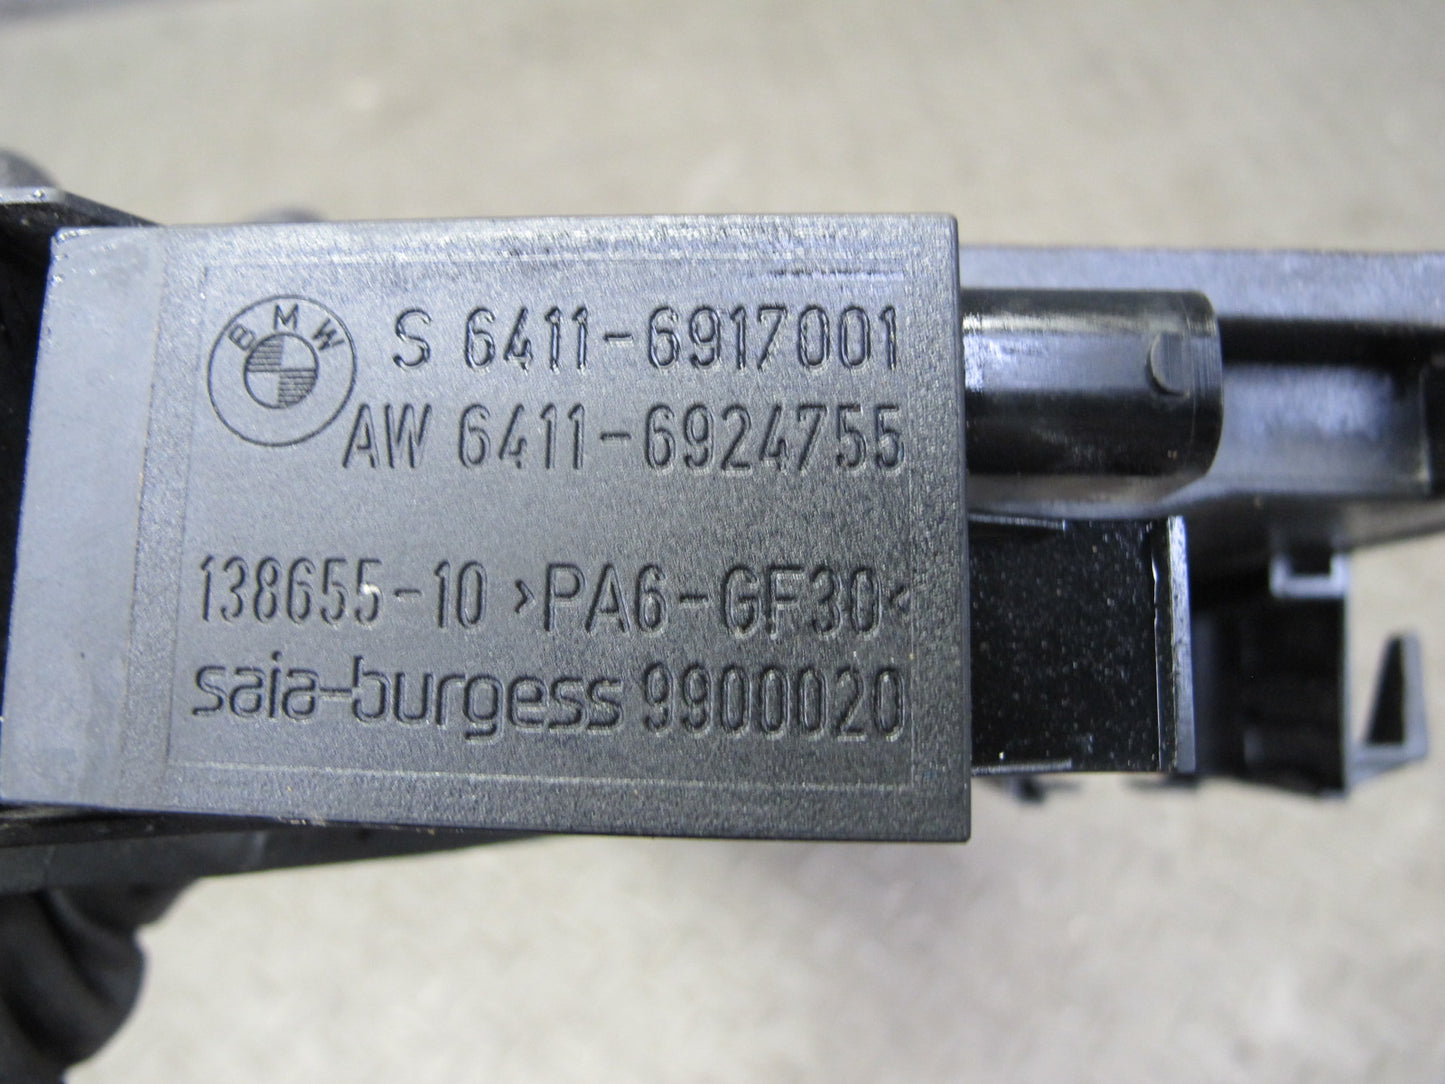 BMW
S 6411-6917001
AW 6411-6924755
138655-10 >PA6-GF30<
saia-burgess 9900020